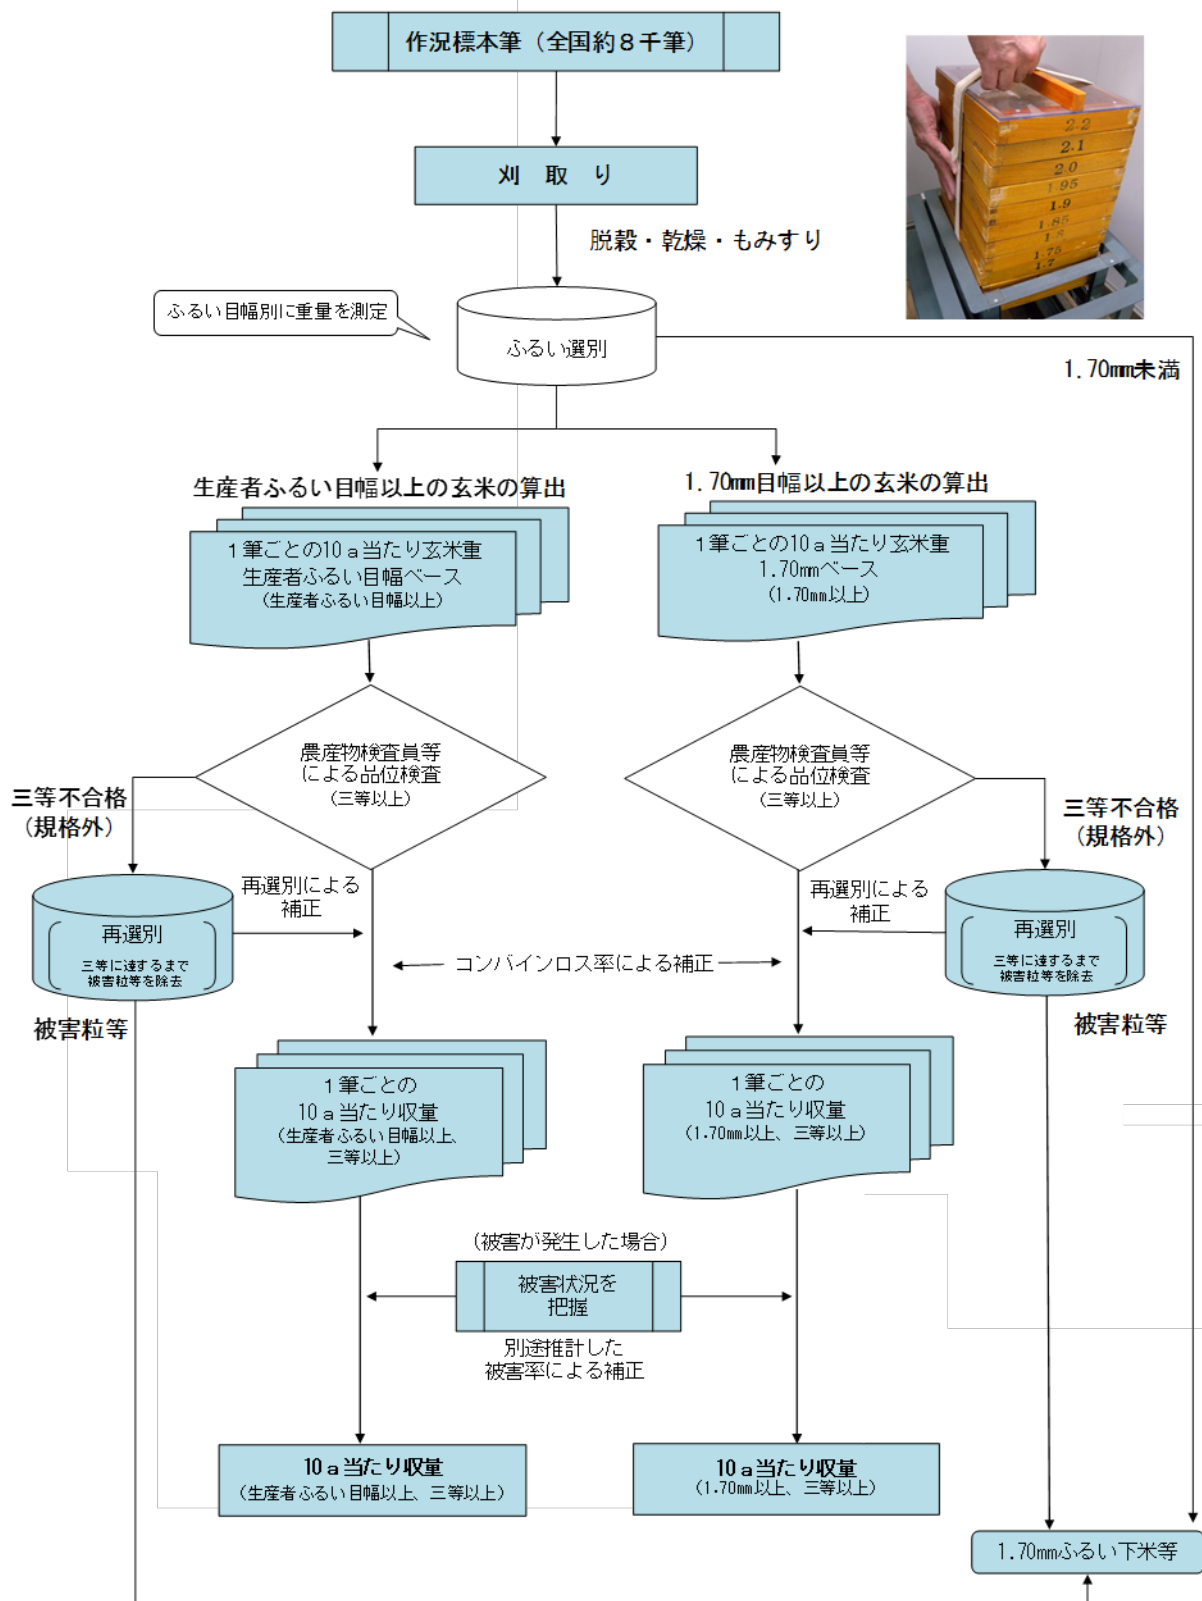 作況標本筆（全国約８千筆）
2.2
2.1
2.0
1.95
1.9
1.85
1.8
1.75
1.7
刈　取　り
脱穀・乾燥・もみすり
ふるい目幅別に重量を測定
ふるい選別
1.70㎜未満
生産者ふるい目幅以上の玄米の算出
1.70㎜目幅以上の玄米の算出
１筆ごとの10ａ当たり玄米重
生産者ふるい目幅ベース
(生産者ふるい目幅以上)
１筆ごとの10ａ当たり玄米重
1.70㎜ベース
(1.70㎜以上)
農産物検査員等
による品位検査
(三等以上)
農産物検査員等
による品位検査
(三等以上)
三等不合格
(規格外)
三等不合格
(規格外)
再選別による
補正
再選別による
補正
再選別
三等に達するまで
被害粒等を除去
再選別
三等に達するまで
被害粒等を除去
コンバインロス率による補正
被害粒等
被害粒等
１筆ごとの
10ａ当たり収量
(生産者ふるい目幅以上、
三等以上)
１筆ごとの
10ａ当たり収量
(1.70㎜以上、三等以上)
(被害が発生した場合)
被害状況を
把握
別途推計した
被害率による補正
10ａ当たり収量
(生産者ふるい目幅以上、三等以上)
10ａ当たり収量
(1.70㎜以上、三等以上)
1.70㎜ふるい下米等